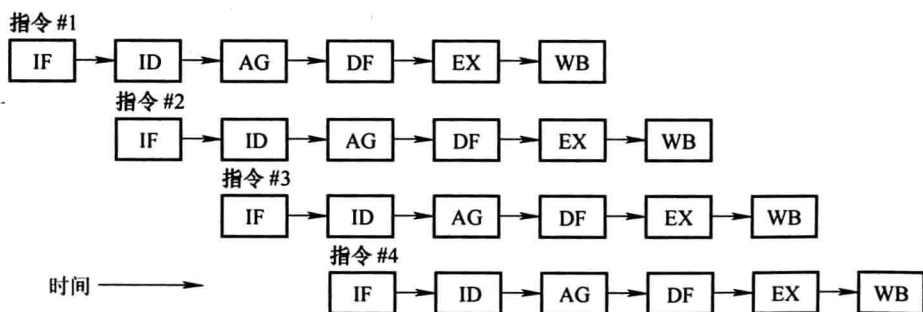 指令 #1
IF ID AG DF EX WB
指令 #2
IF ID AG DF EX WB
指令 #3
IF ID AG DF EX WB
指令 #4
时间
IF ID AG DF EX WB